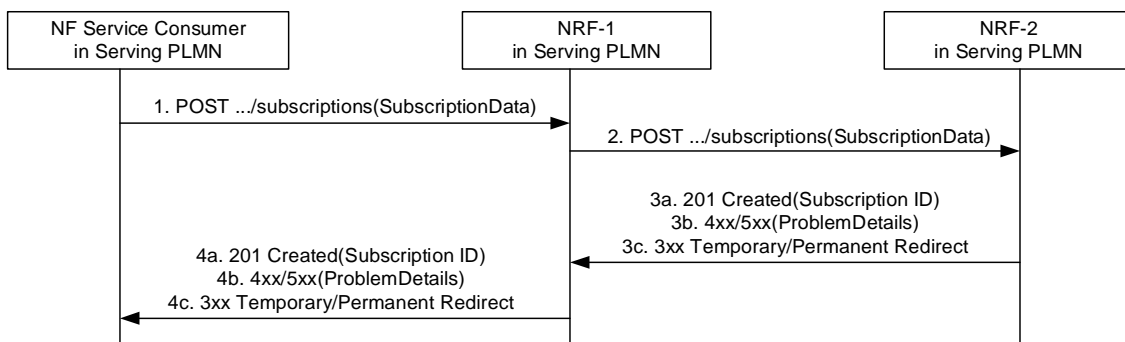 NF Service Consumer
in Serving PLMN
NRF-1
in Serving PLMN
NRF-2
in Serving PLMN
1. POST .../subscriptions(SubscriptionData)
2. POST .../subscriptions(SubscriptionData)
3a. 201 Created(Subscription ID)
3b. 4xx/5xx(ProblemDetails)
3c. 3xx Temporary/Permanent Redirect
4a. 201 Created(Subscription ID)
4b. 4xx/5xx(ProblemDetails)
4c. 3xx Temporary/Permanent Redirect